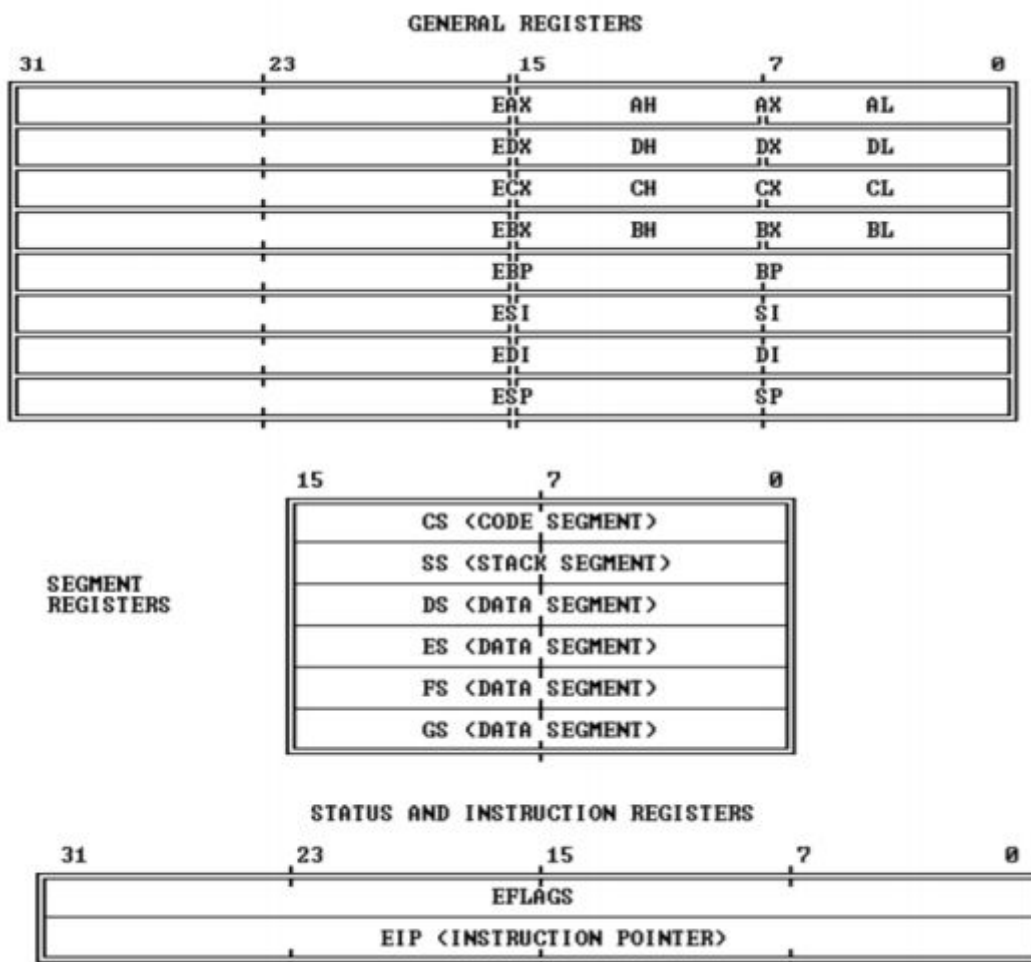 GENERAL REGISTERS
31 23 15 7 0
EAX AH AX AL
EDX DH DX DL
ECX CH CX CL
EBX BH BX BL
EBP BP
ESI SI
EDI DI
ESP SP
15 7 0
CS (CODE SEGMENT)
SS (STACK SEGMENT)
SEGMENT
REGISTERS
DS (DATA SEGMENT)
ES (DATA SEGMENT)
FS (DATA SEGMENT)
GS (DATA SEGMENT)
STATUS AND INSTRUCTION REGISTERS
31 23 15 7 0
EFLAGS
EIP (INSTRUCTION POINTER)